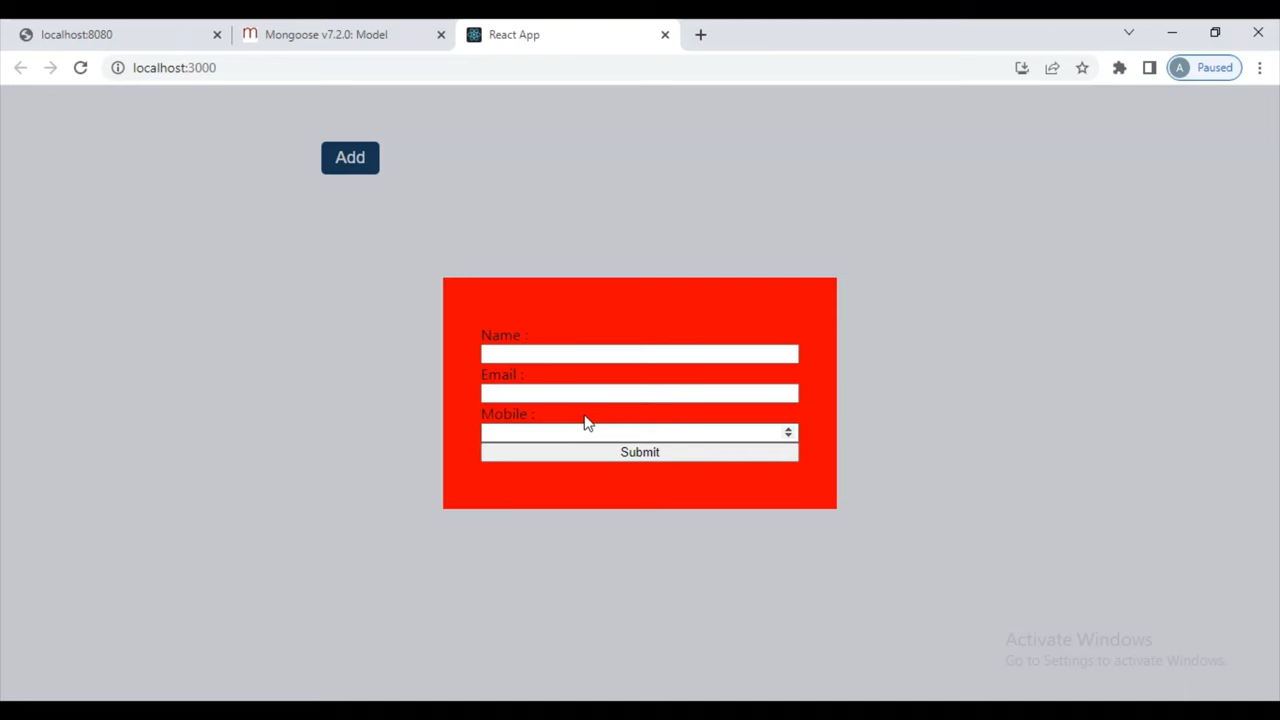 localhost:8080
Mongoose v7.2.0: Model
React App
localhost:3000
A
Paused
Add
Name :
Email :
Mobile :
Submit
Activate Windows
Go to Settings to activate Windows.